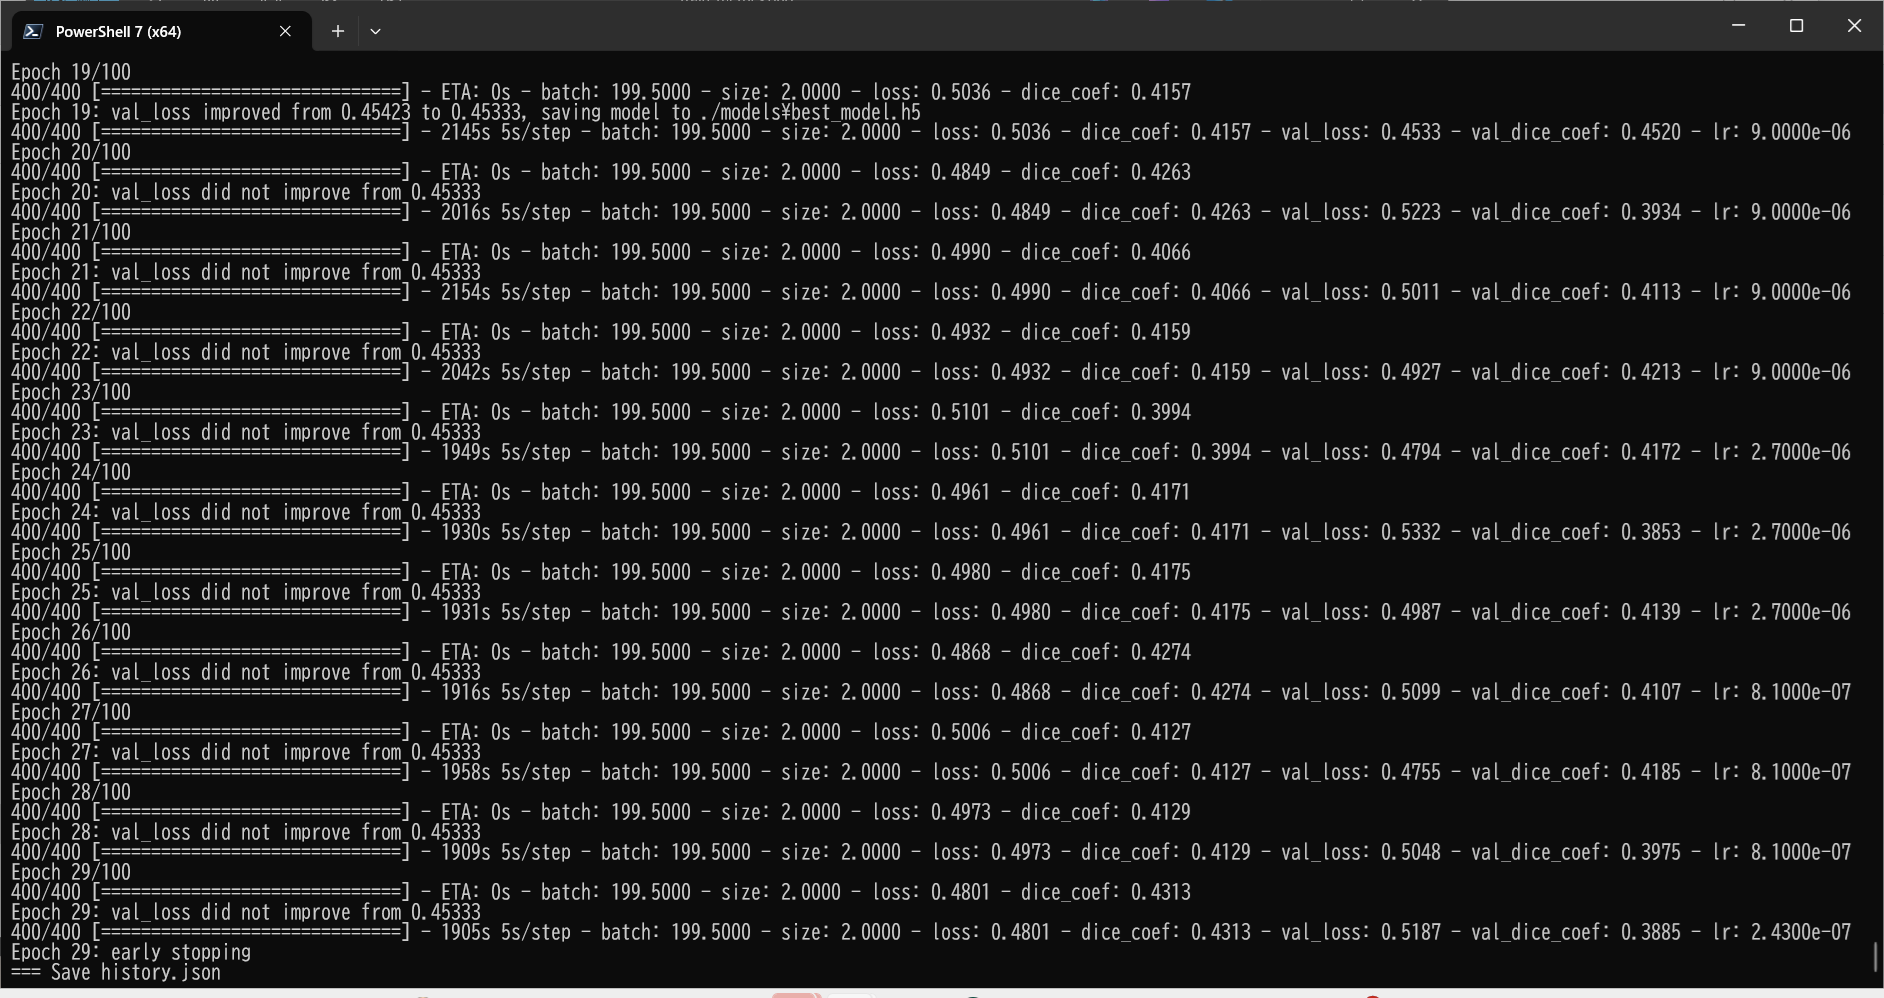 PowerShell 7 (x64)
Epoch 19/100
400/400 [==============================] - ETA: 0s - batch: 199.5000 - size: 2.0000 - loss: 0.5036 - dice_coef: 0.4157
Epoch 19: val_loss improved from 0.45423 to 0.45333, saving model to ./models¥best_model.h5
400/400 [==============================] - 2145s 5s/step - batch: 199.5000 - size: 2.0000 - loss: 0.5036 - dice_coef: 0.4157 - val_loss: 0.4533 - val_dice_coef: 0.4520 - lr: 9.0000e-06
Epoch 20/100
400/400 [==============================] - ETA: 0s - batch: 199.5000 - size: 2.0000 - loss: 0.4849 - dice_coef: 0.4263
Epoch 20: val_loss did not improve from 0.45333
400/400 [==============================] - 2016s 5s/step - batch: 199.5000 - size: 2.0000 - loss: 0.4849 - dice_coef: 0.4263 - val_loss: 0.5223 - val_dice_coef: 0.3934 - lr: 9.0000e-06
Epoch 21/100
400/400 [==============================] - ETA: 0s - batch: 199.5000 - size: 2.0000 - loss: 0.4990 - dice_coef: 0.4066
Epoch 21: val_loss did not improve from 0.45333
400/400 [==============================] - 2154s 5s/step - batch: 199.5000 - size: 2.0000 - loss: 0.4990 - dice_coef: 0.4066 - val_loss: 0.5011 - val_dice_coef: 0.4113 - lr: 9.0000e-06
Epoch 22/100
400/400 [==============================] - ETA: 0s - batch: 199.5000 - size: 2.0000 - loss: 0.4932 - dice_coef: 0.4159
Epoch 22: val_loss did not improve from 0.45333
400/400 [==============================] - 2042s 5s/step - batch: 199.5000 - size: 2.0000 - loss: 0.4932 - dice_coef: 0.4159 - val_loss: 0.4927 - val_dice_coef: 0.4213 - lr: 9.0000e-06
Epoch 23/100
400/400 [==============================] - ETA: 0s - batch: 199.5000 - size: 2.0000 - loss: 0.5101 - dice_coef: 0.3994
Epoch 23: val_loss did not improve from 0.45333
400/400 [==============================] - 1949s 5s/step - batch: 199.5000 - size: 2.0000 - loss: 0.5101 - dice_coef: 0.3994 - val_loss: 0.4794 - val_dice_coef: 0.4172 - lr: 2.7000e-06
Epoch 24/100
400/400 [==============================] - ETA: 0s - batch: 199.5000 - size: 2.0000 - loss: 0.4961 - dice_coef: 0.4171
Epoch 24: val_loss did not improve from 0.45333
400/400 [==============================] - 1930s 5s/step - batch: 199.5000 - size: 2.0000 - loss: 0.4961 - dice_coef: 0.4171 - val_loss: 0.5332 - val_dice_coef: 0.3853 - lr: 2.7000e-06
Epoch 25/100
400/400 [==============================] - ETA: 0s - batch: 199.5000 - size: 2.0000 - loss: 0.4980 - dice_coef: 0.4175
Epoch 25: val_loss did not improve from 0.45333
400/400 [==============================] - 1931s 5s/step - batch: 199.5000 - size: 2.0000 - loss: 0.4980 - dice_coef: 0.4175 - val_loss: 0.4987 - val_dice_coef: 0.4139 - lr: 2.7000e-06
Epoch 26/100
400/400 [==============================] - ETA: 0s - batch: 199.5000 - size: 2.0000 - loss: 0.4868 - dice_coef: 0.4274
Epoch 26: val_loss did not improve from 0.45333
400/400 [==============================] - 1916s 5s/step - batch: 199.5000 - size: 2.0000 - loss: 0.4868 - dice_coef: 0.4274 - val_loss: 0.5099 - val_dice_coef: 0.4107 - lr: 8.1000e-07
Epoch 27/100
400/400 [==============================] - ETA: 0s - batch: 199.5000 - size: 2.0000 - loss: 0.5006 - dice_coef: 0.4127
Epoch 27: val_loss did not improve from 0.45333
400/400 [==============================] - 1958s 5s/step - batch: 199.5000 - size: 2.0000 - loss: 0.5006 - dice_coef: 0.4127 - val_loss: 0.4755 - val_dice_coef: 0.4185 - lr: 8.1000e-07
Epoch 28/100
400/400 [==============================] - ETA: 0s - batch: 199.5000 - size: 2.0000 - loss: 0.4973 - dice_coef: 0.4129
Epoch 28: val_loss did not improve from 0.45333
400/400 [==============================] - 1909s 5s/step - batch: 199.5000 - size: 2.0000 - loss: 0.4973 - dice_coef: 0.4129 - val_loss: 0.5048 - val_dice_coef: 0.3975 - lr: 8.1000e-07
Epoch 29/100
400/400 [==============================] - ETA: 0s - batch: 199.5000 - size: 2.0000 - loss: 0.4801 - dice_coef: 0.4313
Epoch 29: val_loss did not improve from 0.45333
400/400 [==============================] - 1905s 5s/step - batch: 199.5000 - size: 2.0000 - loss: 0.4801 - dice_coef: 0.4313 - val_loss: 0.5187 - val_dice_coef: 0.3885 - lr: 2.4300e-07
Epoch 29: early stopping
=== Save history.json